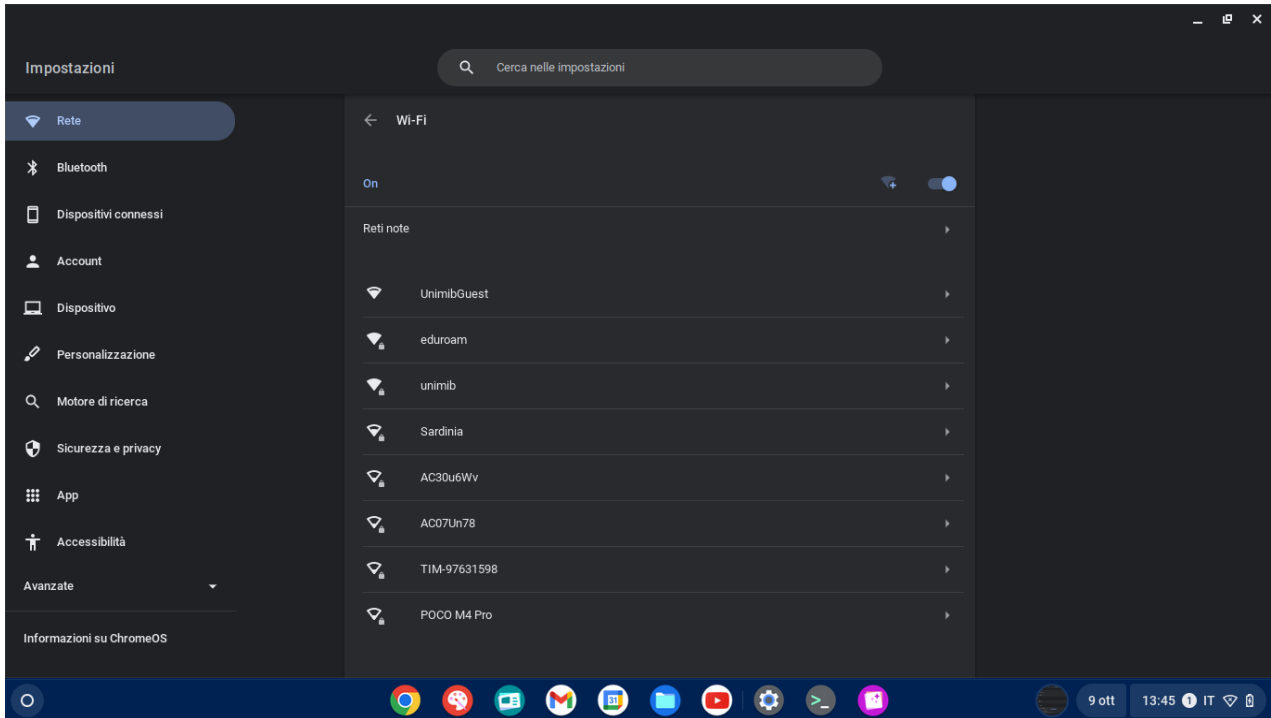 Impostazioni
Cerca nelle impostazioni
Rete
Bluetooth
Dispositivi connessi
Account
Dispositivo
Personalizzazione
Motore di ricerca
Sicurezza e privacy
App
Accessibilità
Avanzate
Informazioni su ChromeOS
Wi-Fi
On
Reti note
UnimibGuest
eduroam
unimib
Sardinia
AC30u6Wv
AC07Un78
TIM-97631598
POCO M4 Pro
31
>_
9 ott
13:45 1 IT